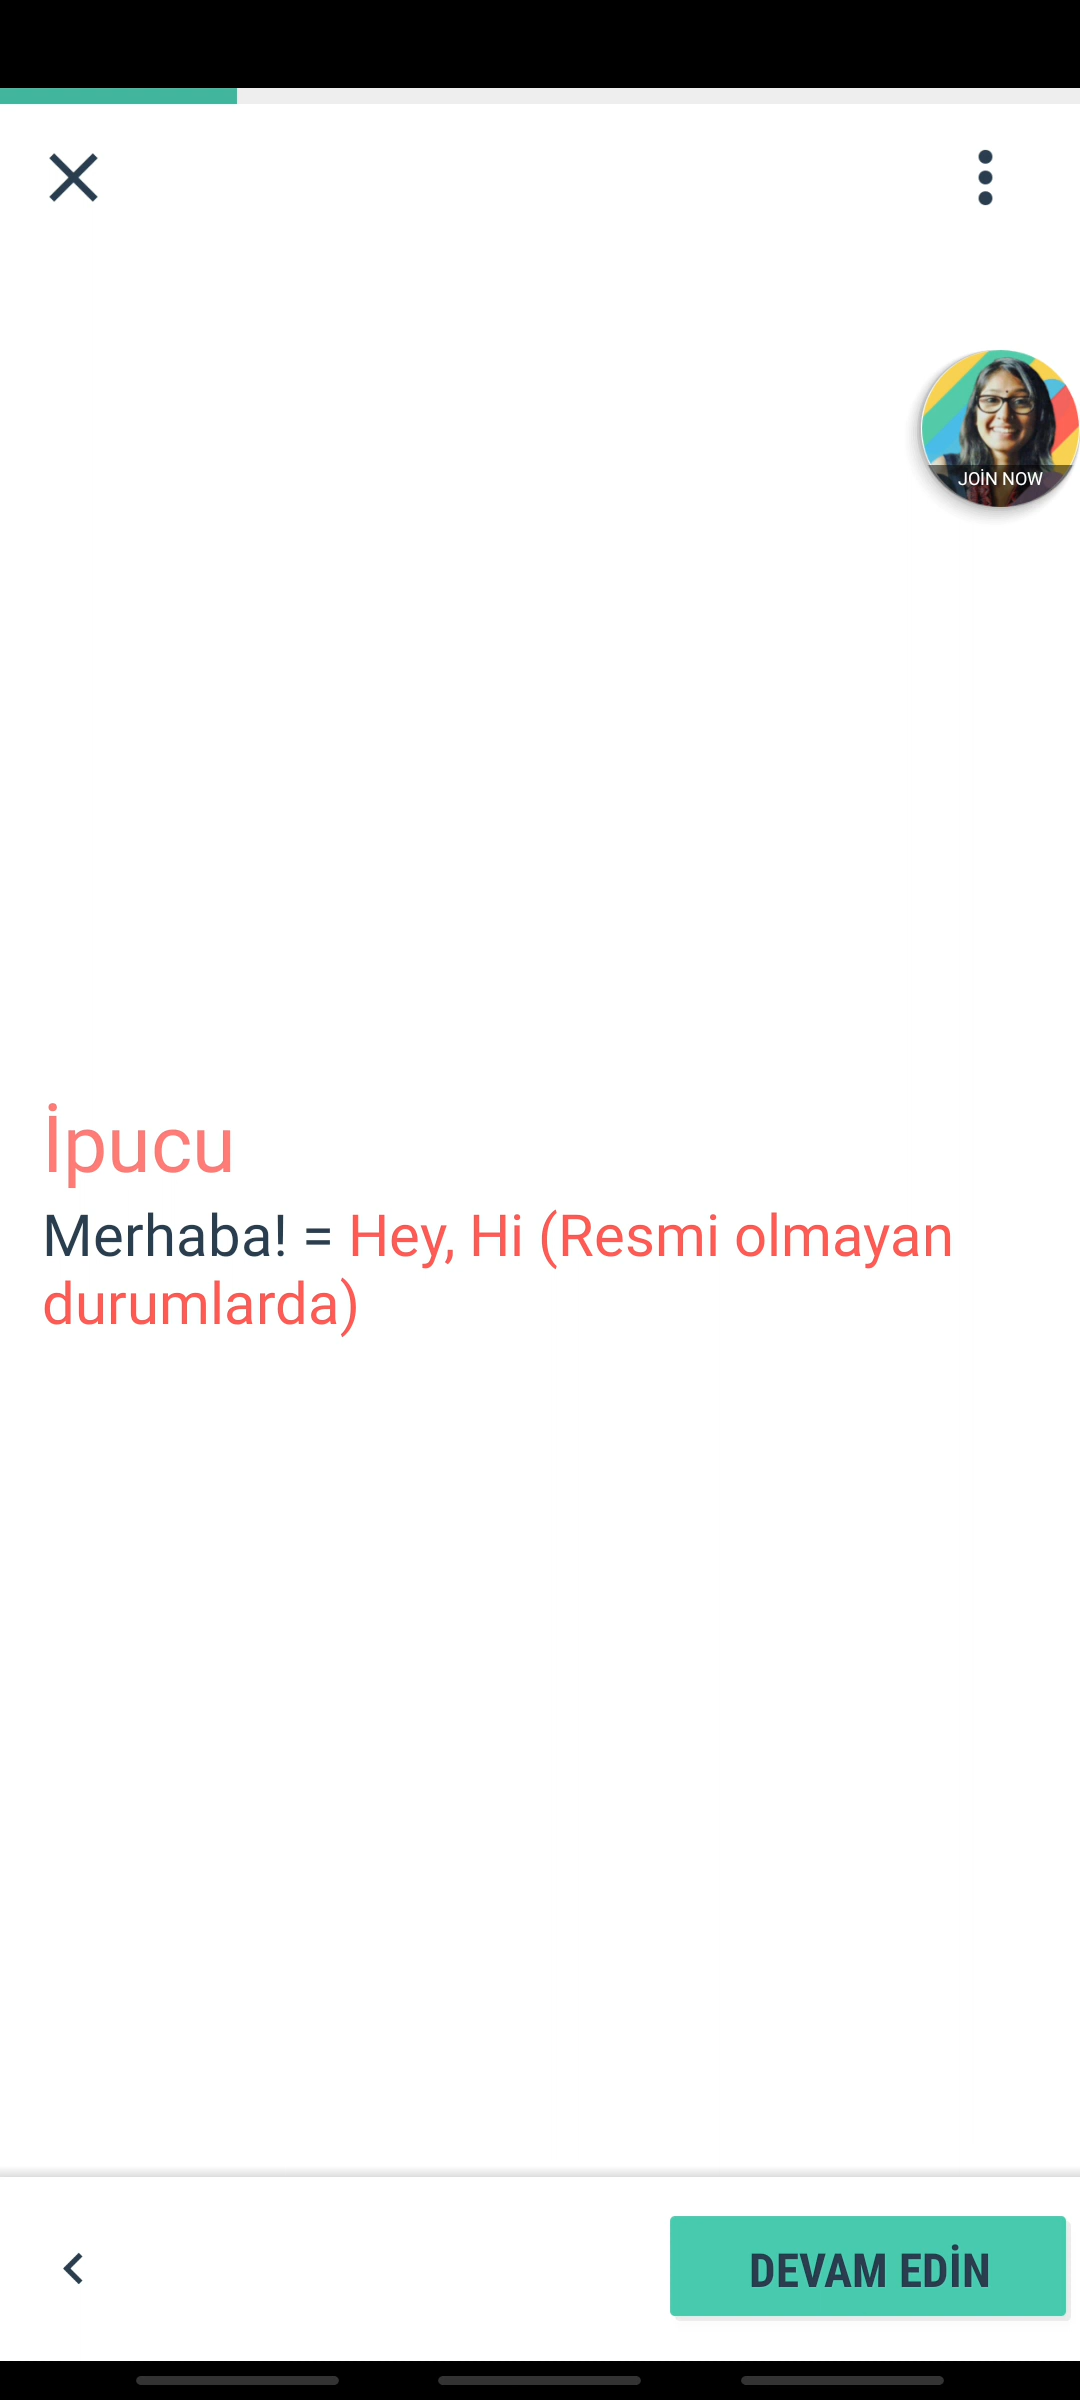 JOİN NOW
İpucu
Merhaba! = Hey, Hi (Resmi olmayan
durumlarda)
DEVAM EDİN